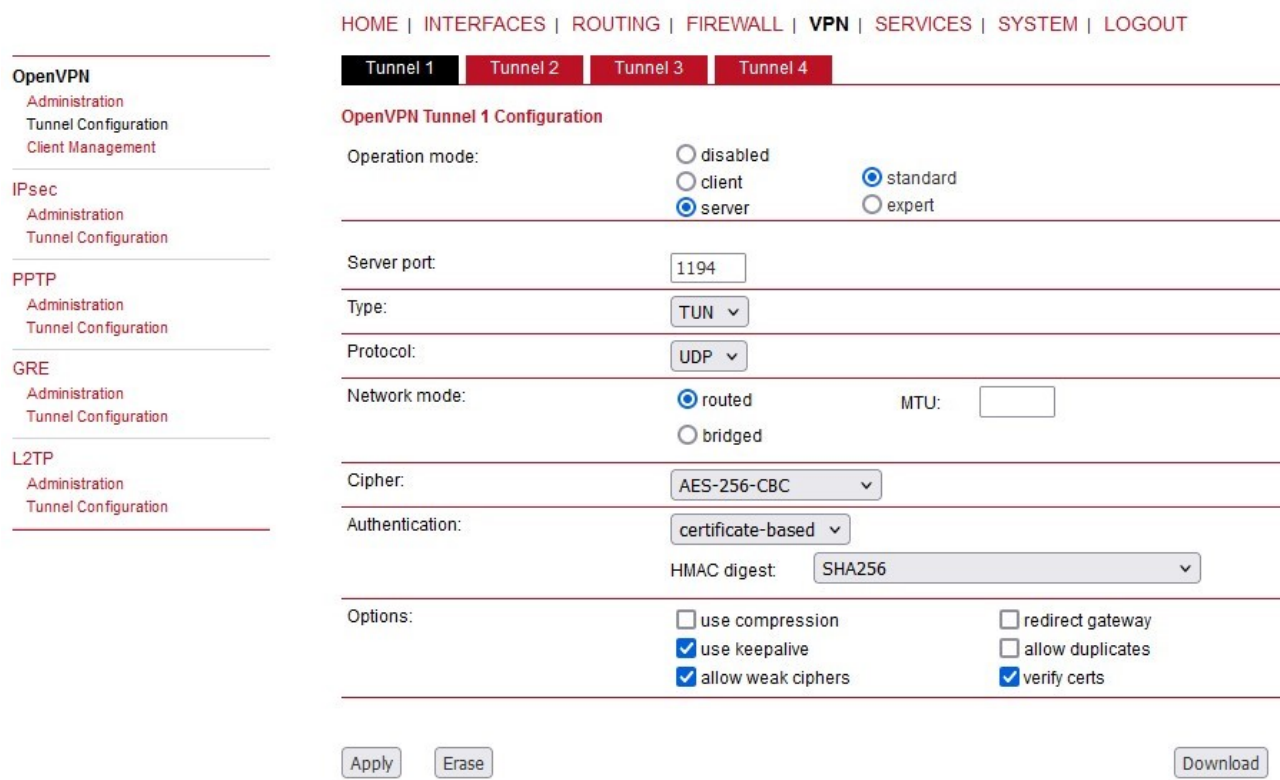 HOME | INTERFACES | ROUTING | FIREWALL | VPN | SERVICES | SYSTEM | LOGOUT
OpenVPN
Administration
Tunnel Configuration
Client Management
IPsec
Administration
Tunnel Configuration
PPTP
Administration
Tunnel Configuration
GRE
Administration
Tunnel Configuration
L2TP
Administration
Tunnel Configuration
Tunnel 1 Tunnel 2 Tunnel 3 Tunnel 4
OpenVPN Tunnel 1 Configuration
Operation mode: disabled
client standard
server expert
Server port: 1194
Type: TUN
Protocol: UDP
Network mode: routed MTU:
bridged
Cipher: AES-256-CBC
Authentication: certificate-based
HMAC digest: SHA256
Options: use compression redirect gateway
use keepalive allow duplicates
allow weak ciphers verify certs
Apply Erase Download